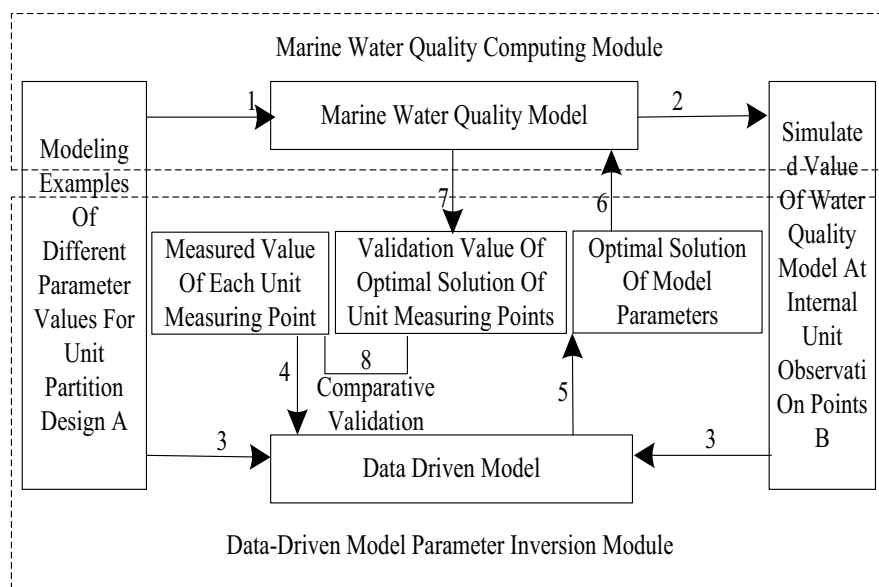 Marine Water Quality Computing Module
1
Marine Water Quality Model
2
Modeling
Examples
Of
Different
Parameter
Values For
Unit
Partition
Design A
Simulate
d Value
Of Water
Quality
Model At
Internal
Unit
Observati
On Points
B
7
6
Measured Value
Of Each Unit
Measuring Point
Validation Value Of
Optimal Solution Of
Unit Measuring Points
Optimal Solution
Of Model
Parameters
4
8
Comparative
Validation
5
3
Data Driven Model
3
Data-Driven Model Parameter Inversion Module